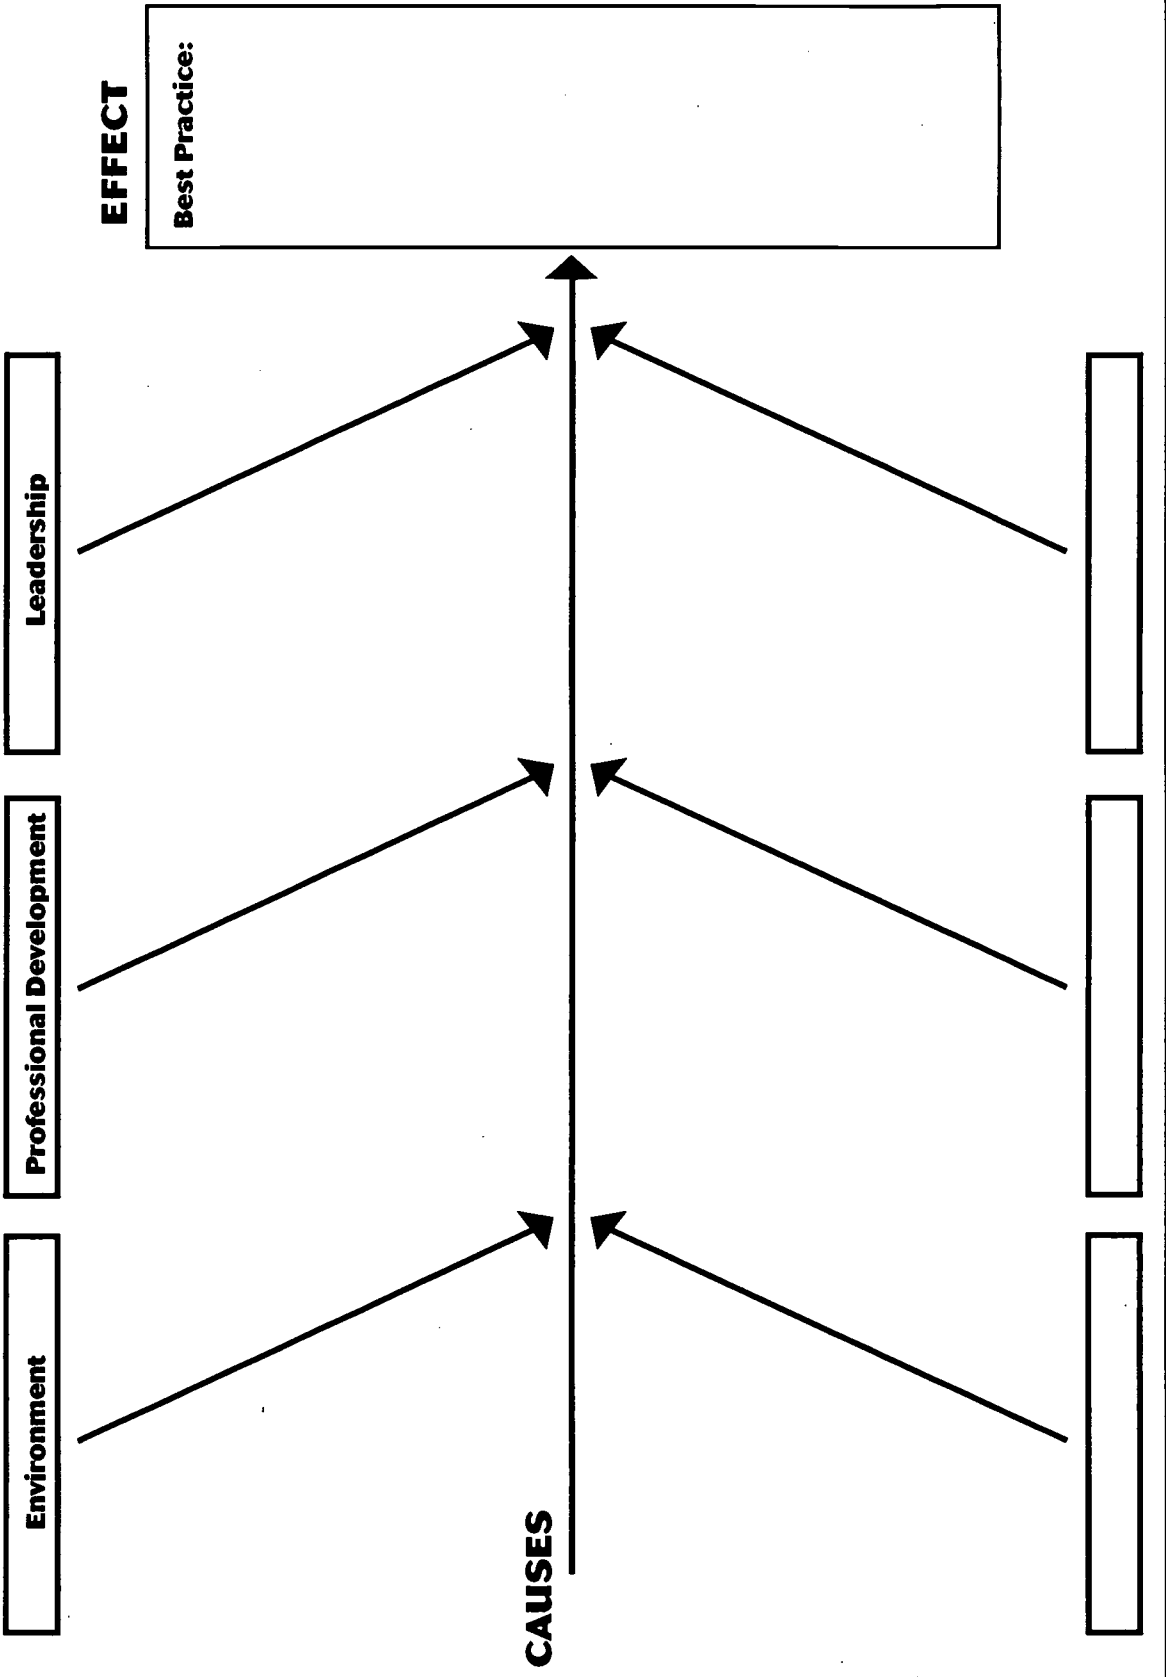 Environment
Professional Development
Leadership
EFFECT
Best Practice:
CAUSES